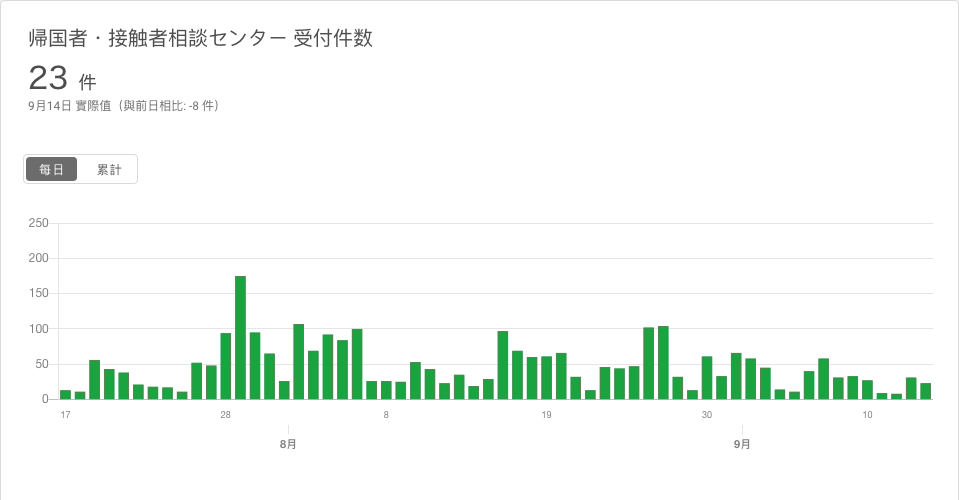 帰国者・接触者相談センター 受付件数
23 件
9月14日 實際值（與前日相比: -8 件）
每日 累計
250
200
150
100
50
0
17 28 8 19 30 10
8月 9月